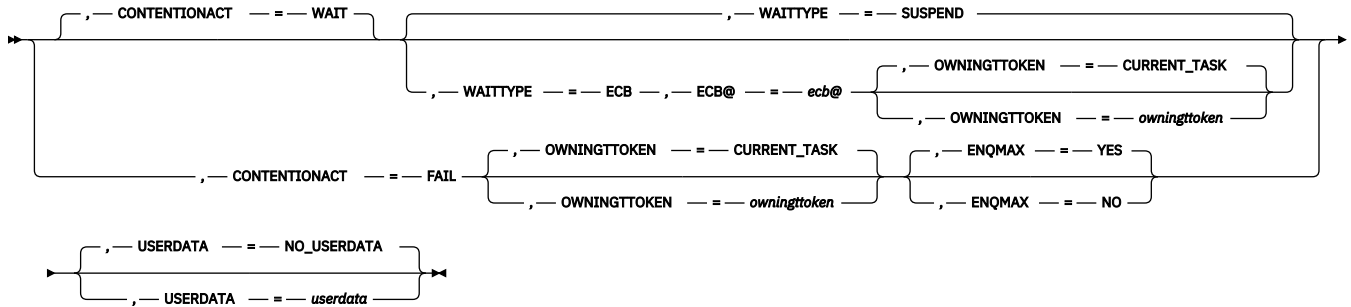 , CONTENTIONACT = WAIT , WAITTYPE = SUSPEND
, OWNINGTTOKEN = CURRENT_TASK
, WAITTYPE = ECB , ECB@ = ecb@
, OWNINGTTOKEN = owningttoken
, OWNINGTTOKEN = CURRENT_TASK , ENQMAX = YES
, CONTENTIONACT = FAIL
, OWNINGTTOKEN = owningttoken , ENQMAX = NO
, USERDATA = NO_USERDATA
, USERDATA = userdata